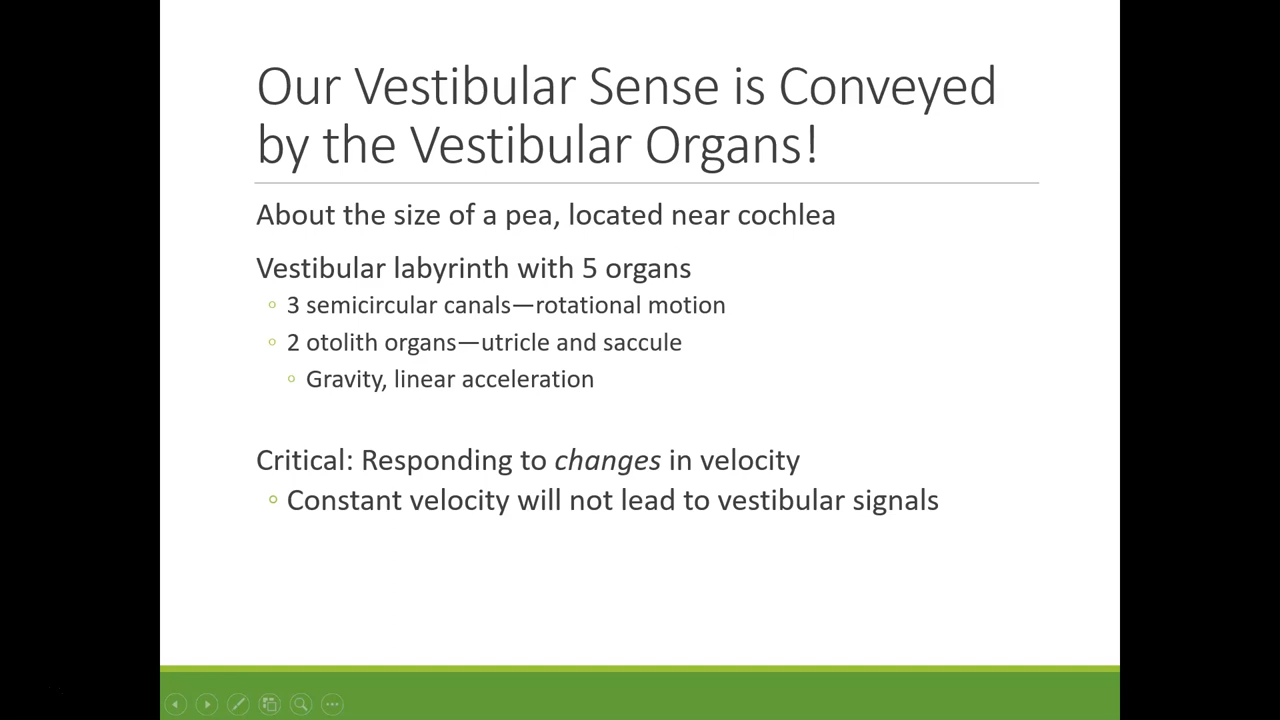 Our Vestibular Sense is Conveyed
by the Vestibular Organs!
About the size of a pea, located near cochlea
Vestibular labyrinth with 5 organs
◦ 3 semicircular canals—rotational motion
◦ 2 otolith organs—utricle and saccule
◦ Gravity, linear acceleration
Critical: Responding to changes in velocity
◦ Constant velocity will not lead to vestibular signals